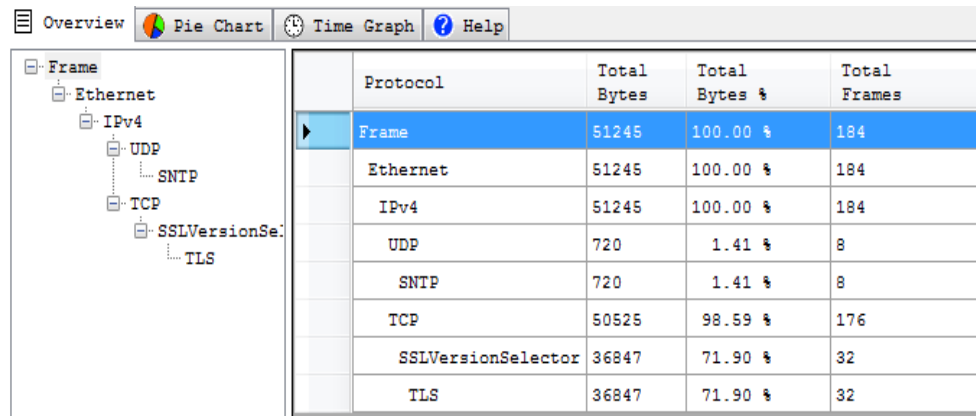 Overview Pie Chart Time Graph Help
Frame
Ethernet
IPv4
UDP
SNTP
TCP
SSLVersionSe
TLS
Protocol Total Bytes Total Bytes % Total Frames
Frame 51245 100.00 % 184
Ethernet 51245 100.00 % 184
IPv4 51245 100.00 % 184
UDP 720 1.41 % 8
SNTP 720 1.41 % 8
TCP 50525 98.59 % 176
SSLVersionSelector 36847 71.90 % 32
TLS 36847 71.90 % 32